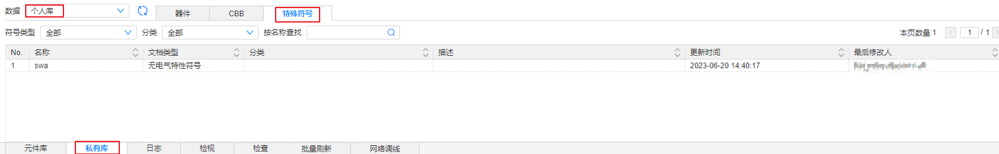 数据 个人库 器件 CBB 特殊符号
符号类型 全部 分类 全部 按名称查找 本页数量:1 1 / 1
No. 名称 文档类型 分类 描述 更新时间 最后修改人
1 swa 无电气特性符号 2023-06-20 14:40:17
元件库 私有库 日志 检视 检查 批量刷新 网络调线